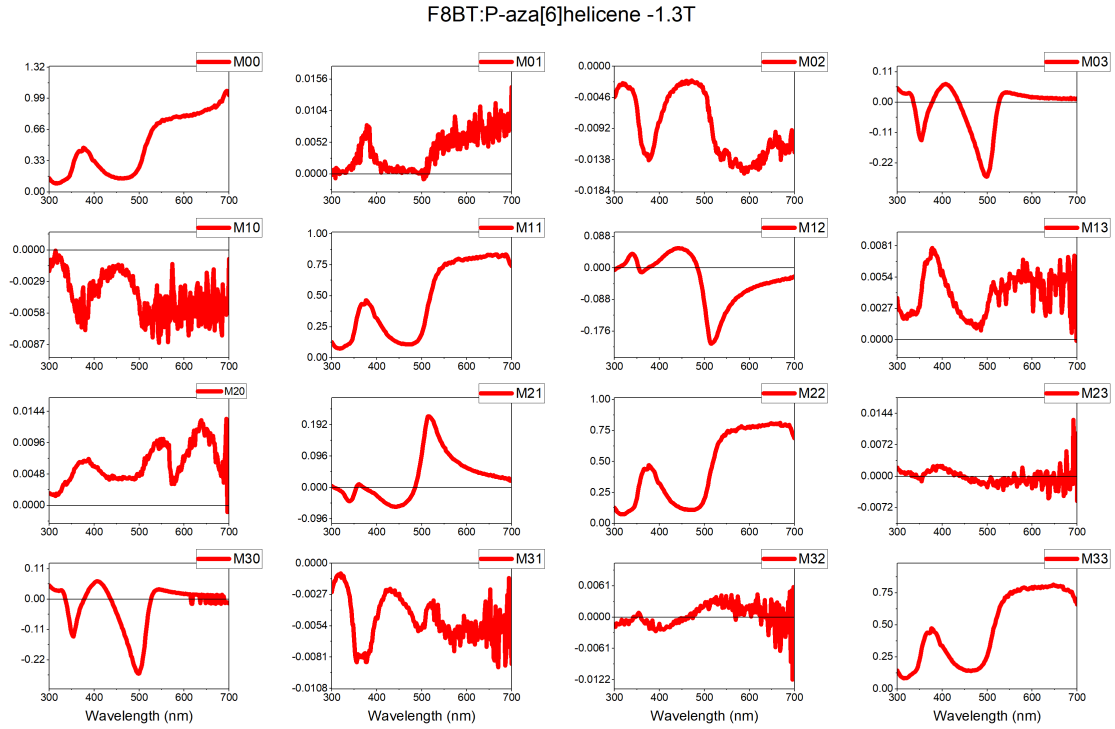 F8BT:P-aza[6]helicene -1.3T
M00
1.32
0.99
0.66
0.33
0.00
300 400 500 600 700
M01
0.0156
0.0104
0.0052
0.0000
300 400 500 600 700
M02
0.0000
-0.0046
-0.0092
-0.0138
-0.0184
300 400 500 600 700
M03
0.11
0.00
-0.11
-0.22
300 400 500 600 700
M10
0.0000
-0.0029
-0.0058
-0.0087
300 400 500 600 700
M11
1.00
0.75
0.50
0.25
0.00
300 400 500 600 700
M12
0.088
0.000
-0.088
-0.176
300 400 500 600 700
M13
0.0081
0.0054
0.0027
0.0000
300 400 500 600 700
M20
0.0144
0.0096
0.0048
0.0000
300 400 500 600 700
M21
0.192
0.096
0.000
-0.096
300 400 500 600 700
M22
1.00
0.75
0.50
0.25
0.00
300 400 500 600 700
M23
0.0144
0.0072
0.0000
-0.0072
300 400 500 600 700
M30
0.11
0.00
-0.11
-0.22
300 400 500 600 700
Wavelength (nm)
M31
0.0000
-0.0027
-0.0054
-0.0081
-0.0108
300 400 500 600 700
Wavelength (nm)
M32
0.0061
0.0000
-0.0061
-0.0122
300 400 500 600 700
Wavelength (nm)
M33
0.75
0.50
0.25
0.00
300 400 500 600 700
Wavelength (nm)